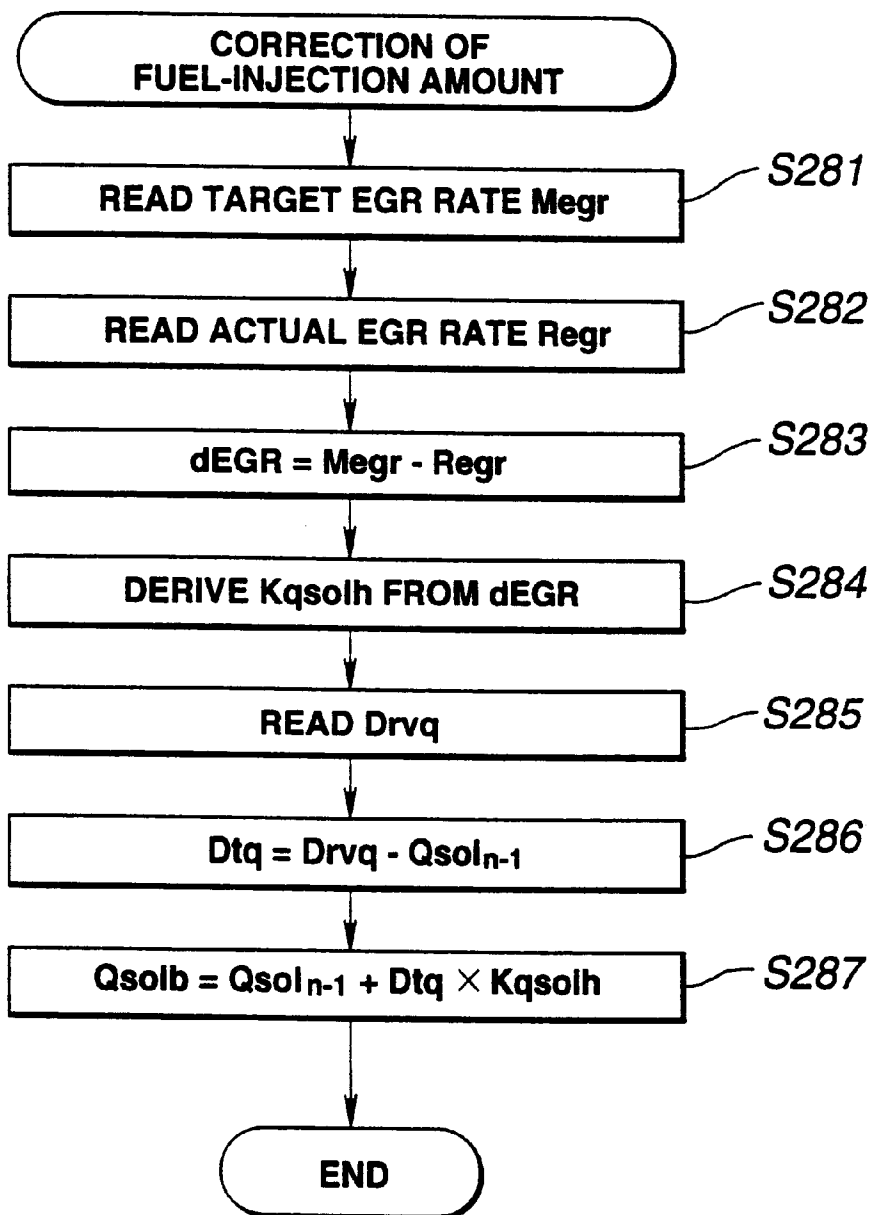 CORRECTION OF
FUEL-INJECTION AMOUNT
READ TARGET EGR RATE Megr
S281
READ ACTUAL EGR RATE Regr
S282
dEGR = Megr - Regr
S283
DERIVE Kqsolh FROM dEGR
S284
READ Drvq
S285
Dtq = Drvq - Qsoln-1
S286
Qsolb = Qsoln-1 + Dtq × Kqsolh
S287
END